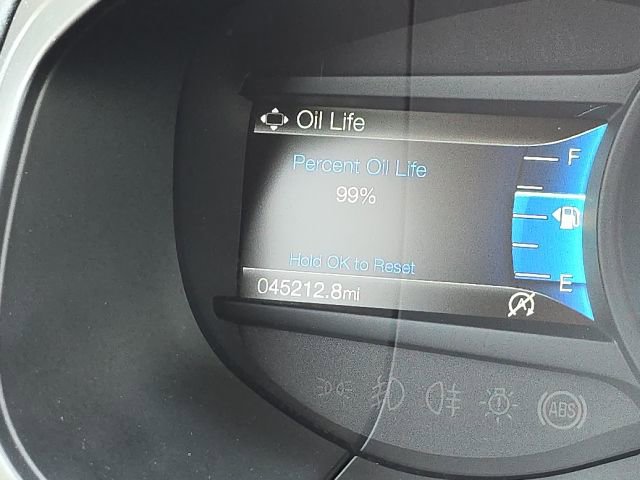 Oil Life
Percent Oil Life
99%
Hold OK to Reset
045212.8mi
F
E
A
ABS